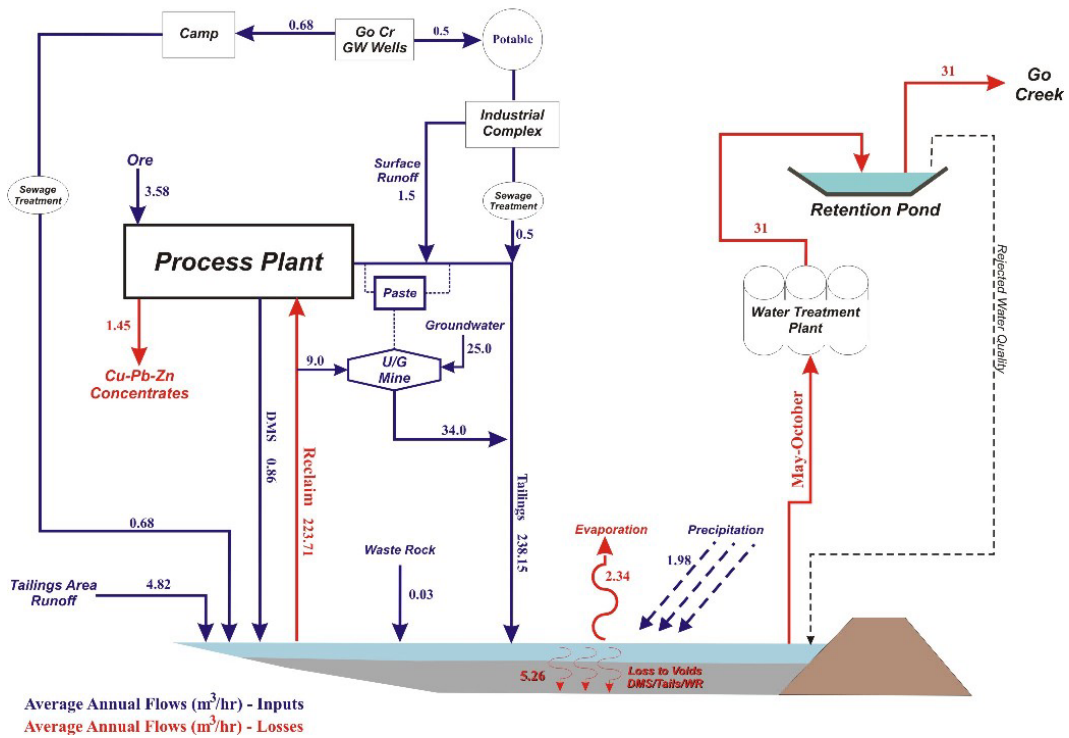 Camp
0.68
Go Cr
GW Wells
0.5
Potable
31
Go
Creek
Industrial
Complex
Ore
3.58
Surface
Runoff
1.5
Sewage
Treatment
Sewage
Treatment
0.5
Retention Pond
31
Rejected Water Quality
Process Plant
Paste
Water Treatment
Plant
1.45
Groundwater
25.0
9.0
U/G
Mine
Cu-Pb-Zn
Concentrates
34.0
DMS 0.86
Reclaim 223.71
Tailings 238.15
May-October
0.68
Waste Rock
0.03
Evaporation
2.34
Precipitation
1.98
Tailings Area
Runoff
4.82
5.26
Loss to Voids
DMS/Tails/WR
Average Annual Flows (m³/hr) - Inputs
Average Annual Flows (m³/hr) - Losses